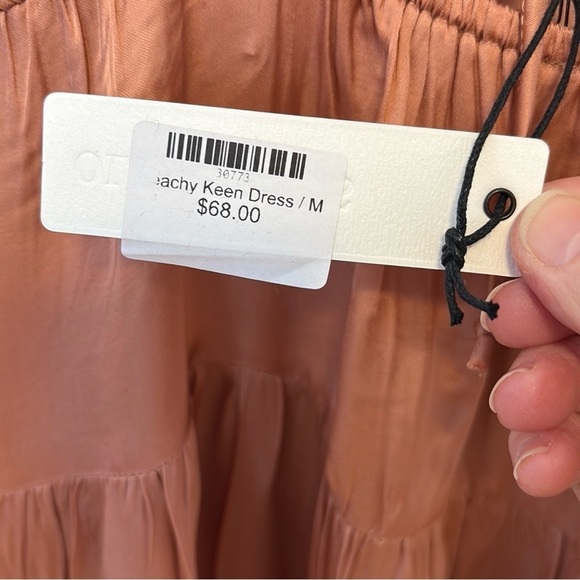 30773
eachy Keen Dress / M
$68.00